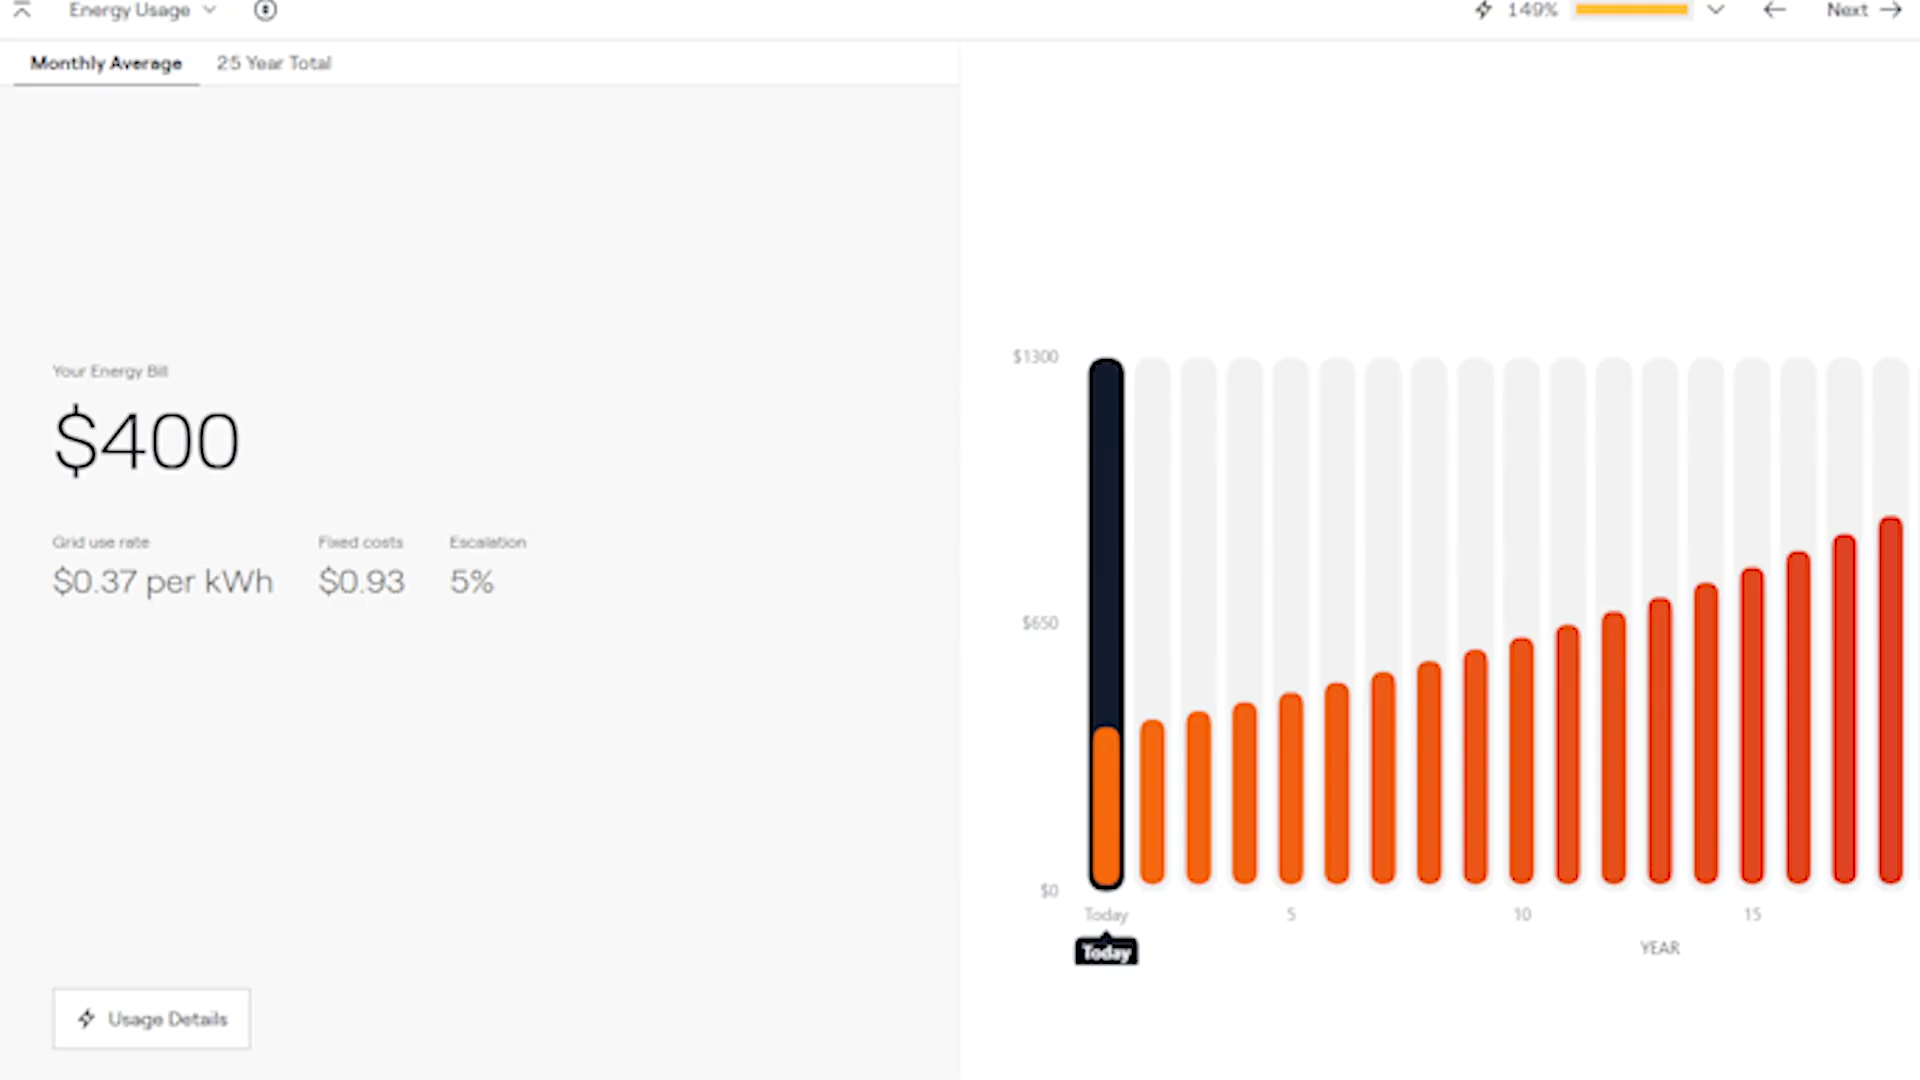 Energy Usage
149%
Next
Monthly Average
25 Year Total
Your Energy Bill
$400
Grid use rate
Fixed costs
Escalation
$0.37 per kWh
$0.93
5%
Usage Details
$1300
$650
$0
Today
5
10
15
Today
YEAR